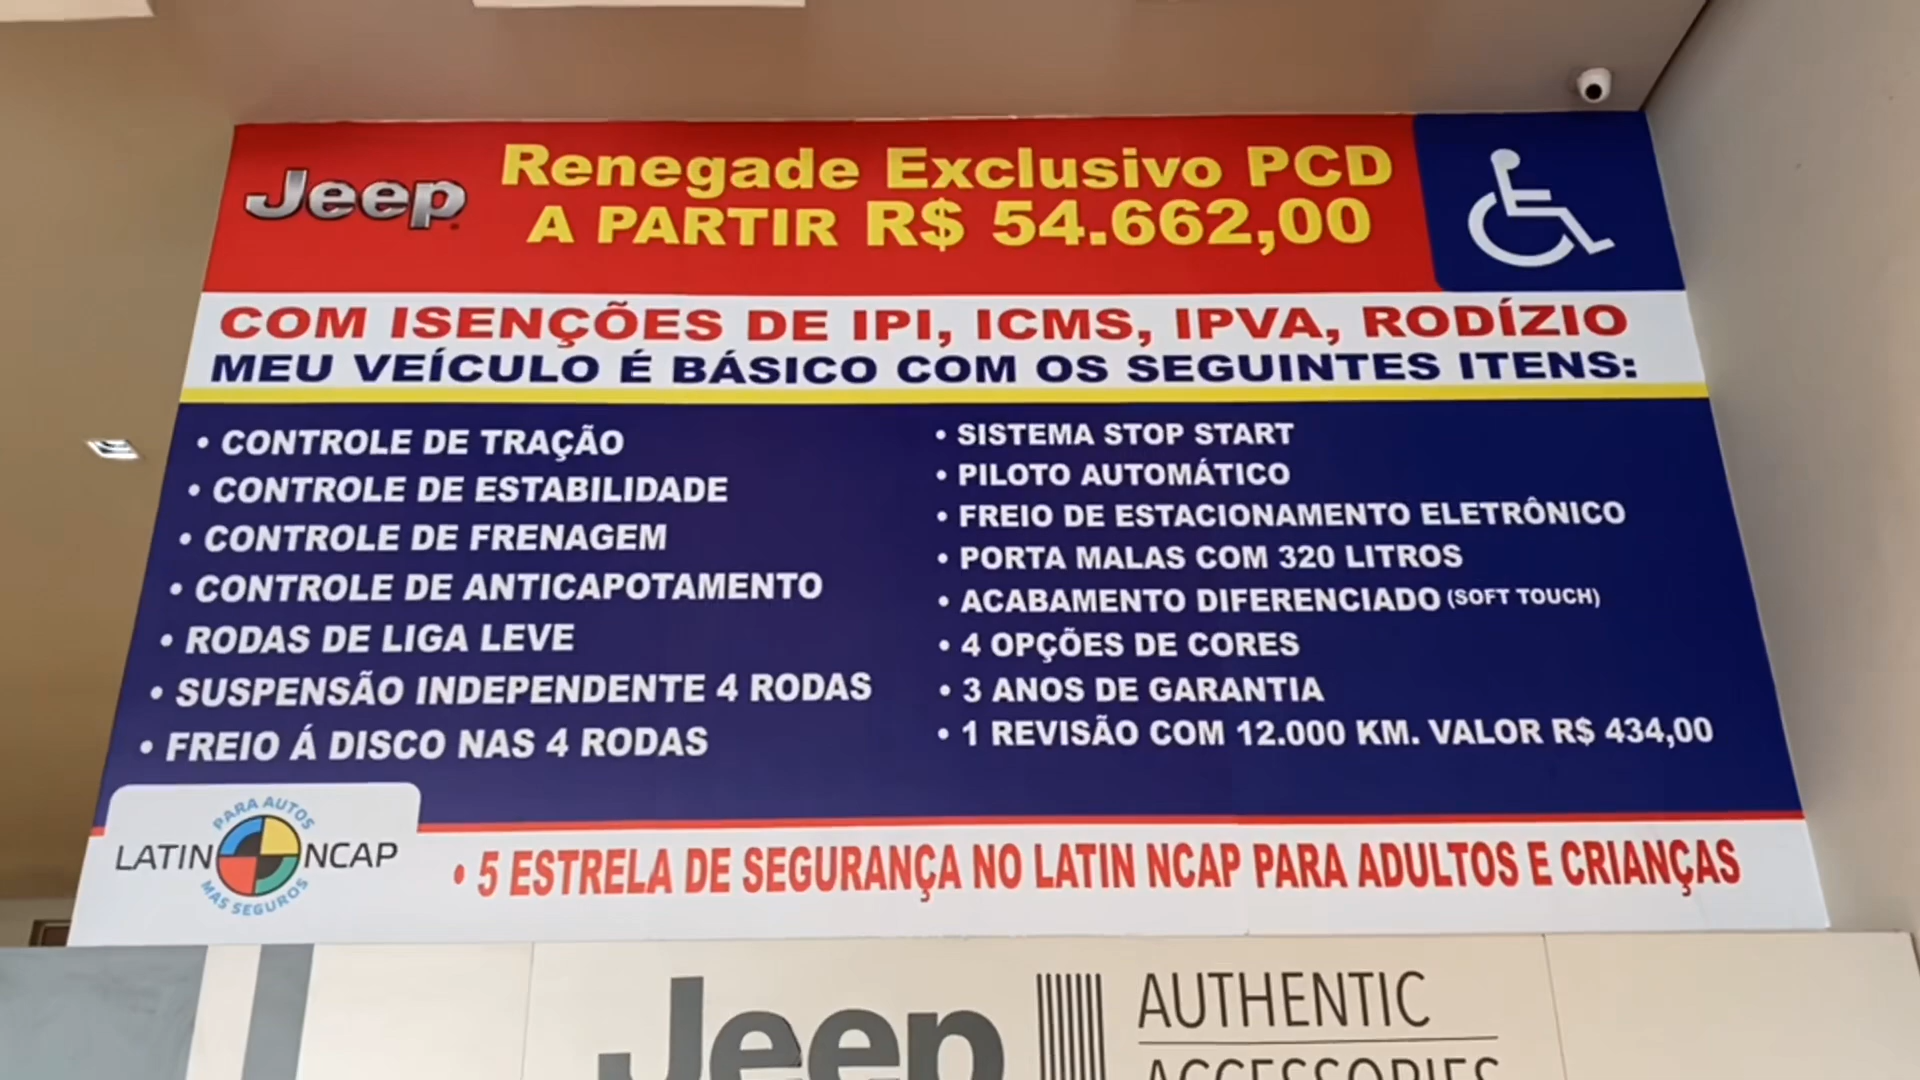 Jeep
Renegade Exclusivo PCD
A PARTIR R$ 54.662,00
COM ISENÇÕES DE IPI, ICMS, IPVA, RODÍZIO
MEU VEÍCULO É BÁSICO COM OS SEGUINTES ITENS:
• CONTROLE DE TRAÇÃO
• CONTROLE DE ESTABILIDADE
• CONTROLE DE FRENAGEM
• CONTROLE DE ANTICAPOTAMENTO
• RODAS DE LIGA LEVE
• SUSPENSÃO INDEPENDENTE 4 RODAS
• FREIO Á DISCO NAS 4 RODAS
• SISTEMA STOP START
• PILOTO AUTOMÁTICO
• FREIO DE ESTACIONAMENTO ELETRÔNICO
• PORTA MALAS COM 320 LITROS
• ACABAMENTO DIFERENCIADO (SOFT TOUCH)
• 4 OPÇÕES DE CORES
• 3 ANOS DE GARANTIA
• 1 REVISÃO COM 12.000 KM. VALOR R$ 434,00
PARA AUTOS
LATIN NCAP
MAS SEGUROS
• 5 ESTRELA DE SEGURANÇA NO LATIN NCAP PARA ADULTOS E CRIANÇAS
Jeep
AUTHENTIC
ACCESSORIES